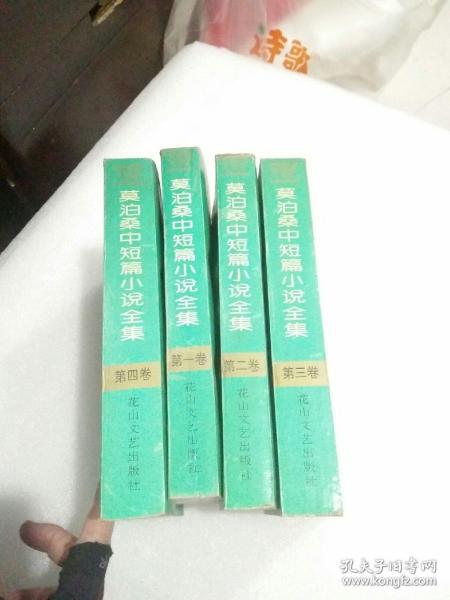 诗歌
莫泊桑中短篇小说全集
第四卷
花山文艺出版社
莫泊桑中短篇小说全集
第一卷
花山文艺出版社
莫泊桑中短篇小说全集
第二卷
花山文艺出版社
莫泊桑中短篇小说全集
第三卷
花山文艺出版社
孔夫子旧书网
www.kongfz.com